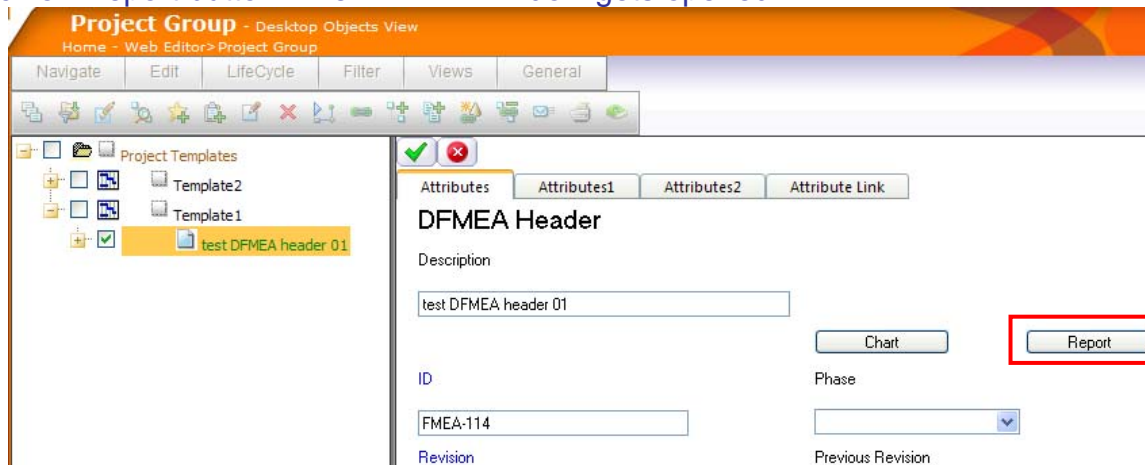 Project Group - Desktop Objects View
Home - Web Editor>Project Group
Navigate Edit LifeCycle Filter Views General
Project Templates
Template2
Template1
test DFMEA header 01
Attributes Attributes1 Attributes2 Attribute Link
DFMEA Header
Description
test DFMEA header 01
Chart Report
ID Phase
FMEA-114
Revision Previous Revision